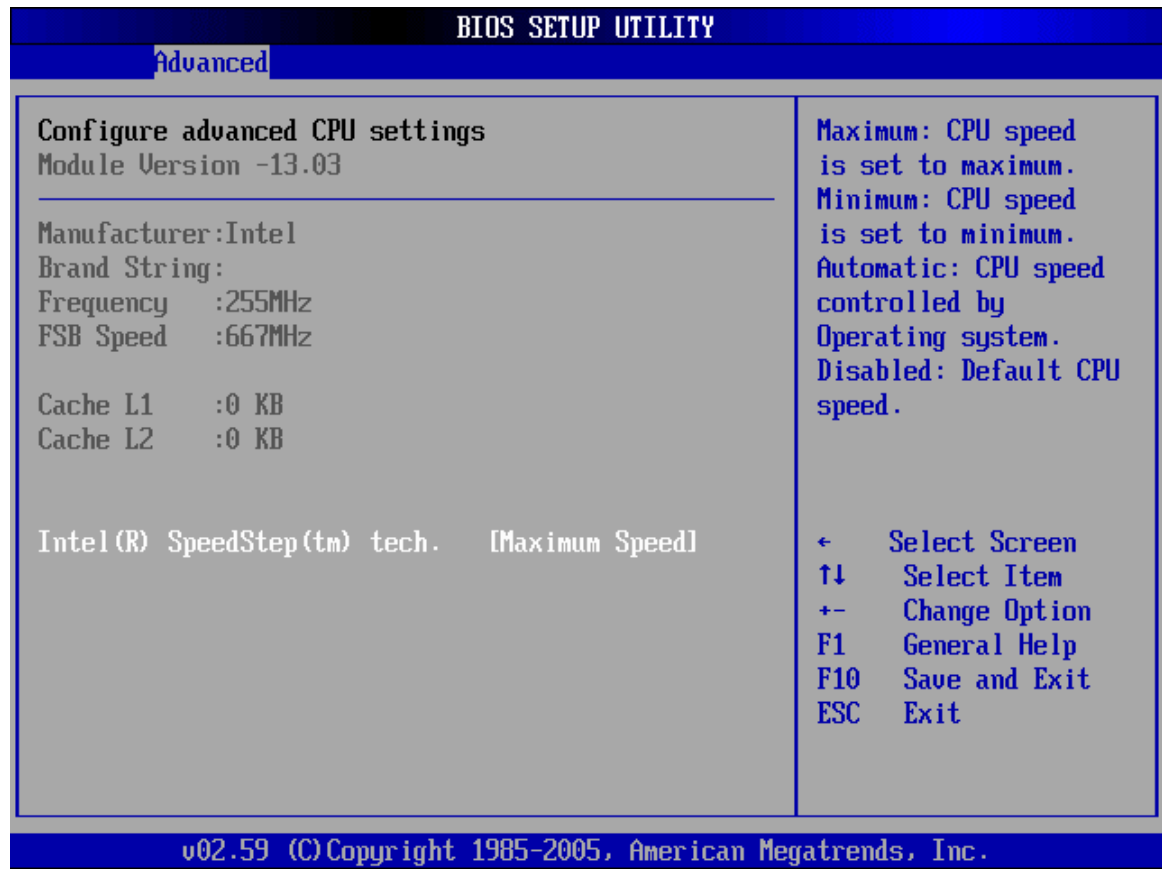 BIOS SETUP UTILITY
Advanced
Configure advanced CPU settings
Module Version -13.03
Manufacturer:Intel
Brand String:
Frequency :255MHz
FSB Speed :667MHz
Cache L1 :0 KB
Cache L2 :0 KB
Intel(R) SpeedStep(tm) tech. [Maximum Speed]
Maximum: CPU speed
is set to maximum.
Minimum: CPU speed
is set to minimum.
Automatic: CPU speed
controlled by
Operating system.
Disabled: Default CPU
speed.
← Select Screen
↑↓ Select Item
+- Change Option
F1 General Help
F10 Save and Exit
ESC Exit
v02.59 (C)Copyright 1985-2005, American Megatrends, Inc.